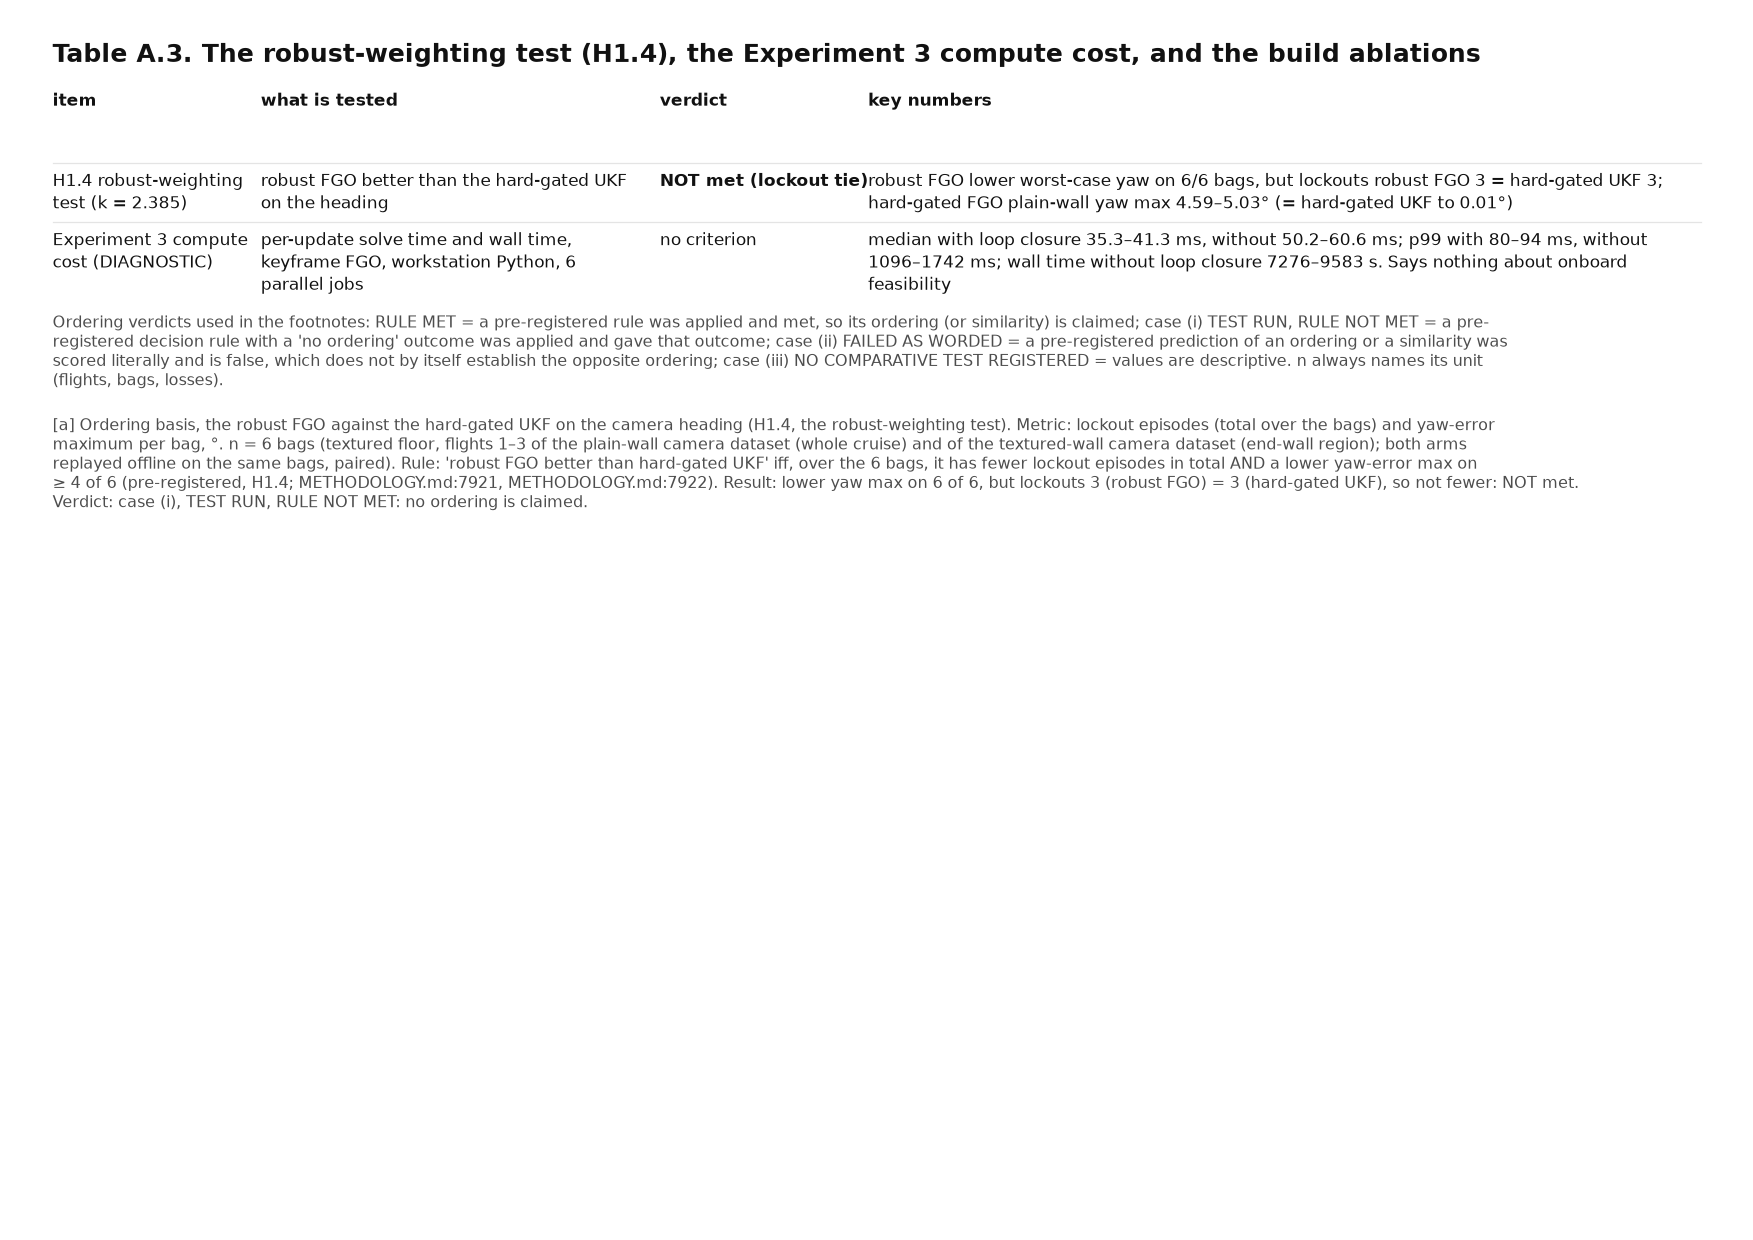 Table A.3. The robust-weighting test (H1.4), the Experiment 3 compute cost, and the build ablations
item what is tested verdict key numbers
H1.4 robust-weighting test (k = 2.385)
robust FGO better than the hard-gated UKF on the heading
NOT met (lockout tie)
robust FGO lower worst-case yaw on 6/6 bags, but lockouts robust FGO 3 = hard-gated UKF 3;
hard-gated FGO plain-wall yaw max 4.59–5.03° (= hard-gated UKF to 0.01°)
Experiment 3 compute cost (DIAGNOSTIC)
per-update solve time and wall time,
keyframe FGO, workstation Python, 6
parallel jobs
no criterion
median with loop closure 35.3–41.3 ms, without 50.2–60.6 ms; p99 with 80–94 ms, without
1096–1742 ms; wall time without loop closure 7276–9583 s. Says nothing about onboard
feasibility
Ordering verdicts used in the footnotes: RULE MET = a pre-registered rule was applied and met, so its ordering (or similarity) is claimed; case (i) TEST RUN, RULE NOT MET = a pre-
registered decision rule with a 'no ordering' outcome was applied and gave that outcome; case (ii) FAILED AS WORDED = a pre-registered prediction of an ordering or a similarity was
scored literally and is false, which does not by itself establish the opposite ordering; case (iii) NO COMPARATIVE TEST REGISTERED = values are descriptive. n always names its unit
(flights, bags, losses).
[a] Ordering basis, the robust FGO against the hard-gated UKF on the camera heading (H1.4, the robust-weighting test). Metric: lockout episodes (total over the bags) and yaw-error
maximum per bag, °. n = 6 bags (textured floor, flights 1–3 of the plain-wall camera dataset (whole cruise) and of the textured-wall camera dataset (end-wall region); both arms
replayed offline on the same bags, paired). Rule: 'robust FGO better than hard-gated UKF' iff, over the 6 bags, it has fewer lockout episodes in total AND a lower yaw-error max on
≥ 4 of 6 (pre-registered, H1.4; METHODOLOGY.md:7921, METHODOLOGY.md:7922). Result: lower yaw max on 6 of 6, but lockouts 3 (robust FGO) = 3 (hard-gated UKF), so not fewer: NOT met.
Verdict: case (i), TEST RUN, RULE NOT MET: no ordering is claimed.